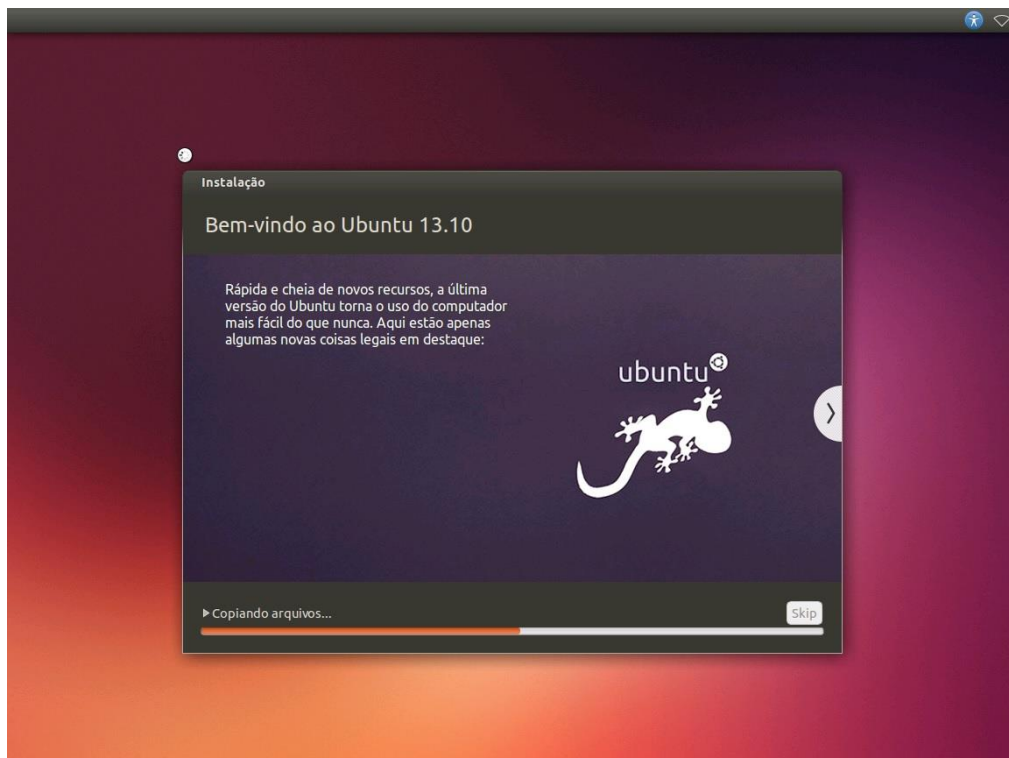 Instalação
Bem-vindo ao Ubuntu 13.10
Rápida e cheia de novos recursos, a última
versão do Ubuntu torna o uso do computador
mais fácil do que nunca. Aqui estão apenas
algumas novas coisas legais em destaque:
ubuntu
Copiando arquivos...
Skip